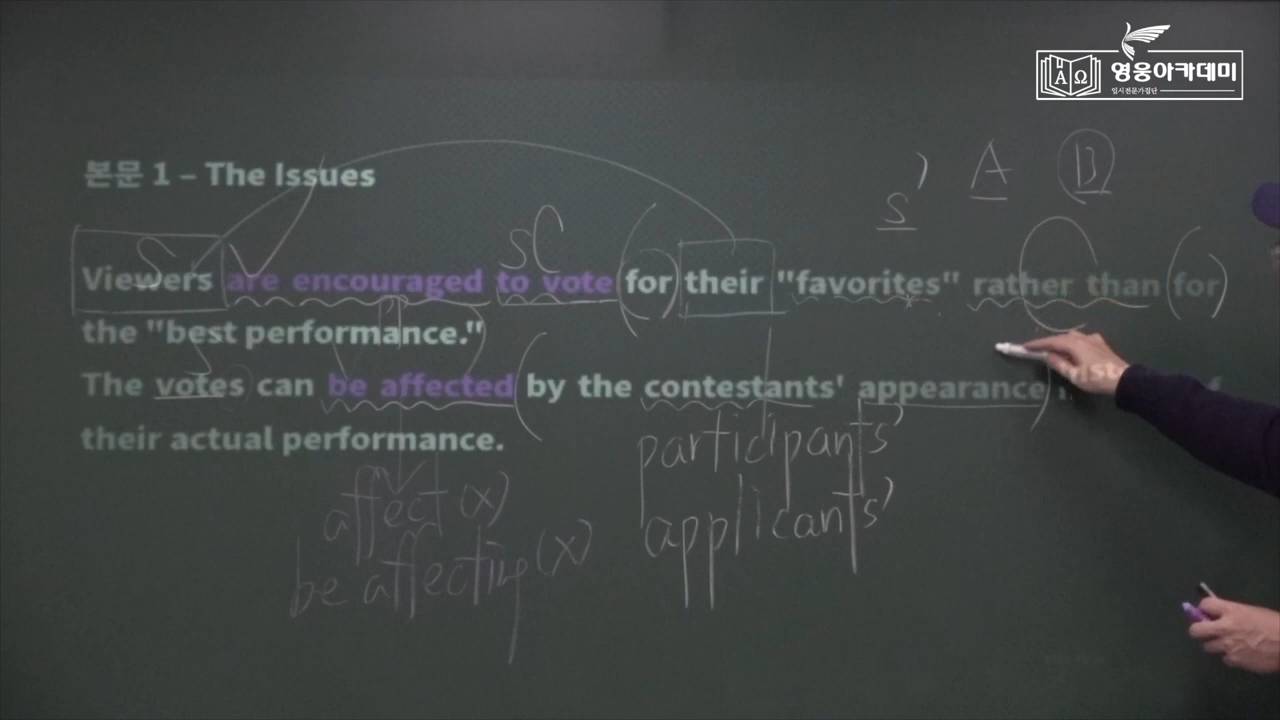 영웅아카데미
입시전문가집단
본문 1 – The Issues
s' A B
S SC
Viewers are encouraged to vote (for) their "favorites" rather than (for)
the "best performance."
S
The votes can be affected (by the contestants' appearance)
their actual performance.
participants'
affect (x)
applicants'
be affecting (x)